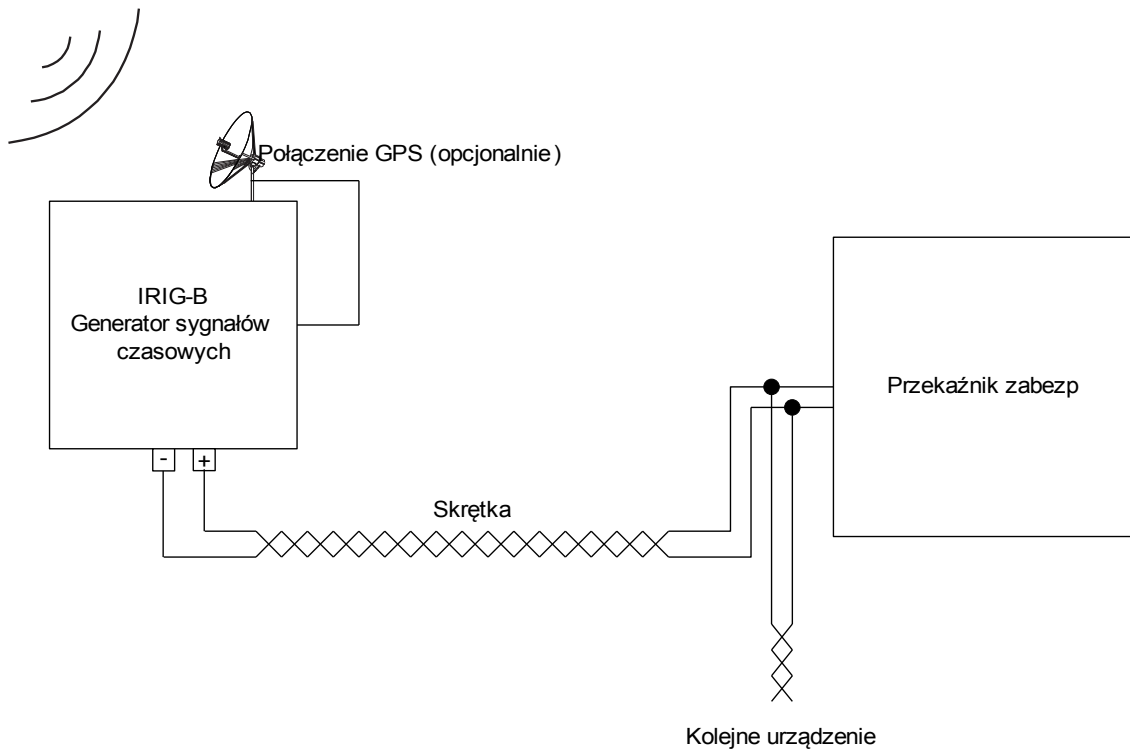 Połączenie GPS (opcjonalnie)
IRIG-B
Generator sygnałów
czasowych
Przekaźnik zabezp
- +
Skrętka
Kolejne urządzenie